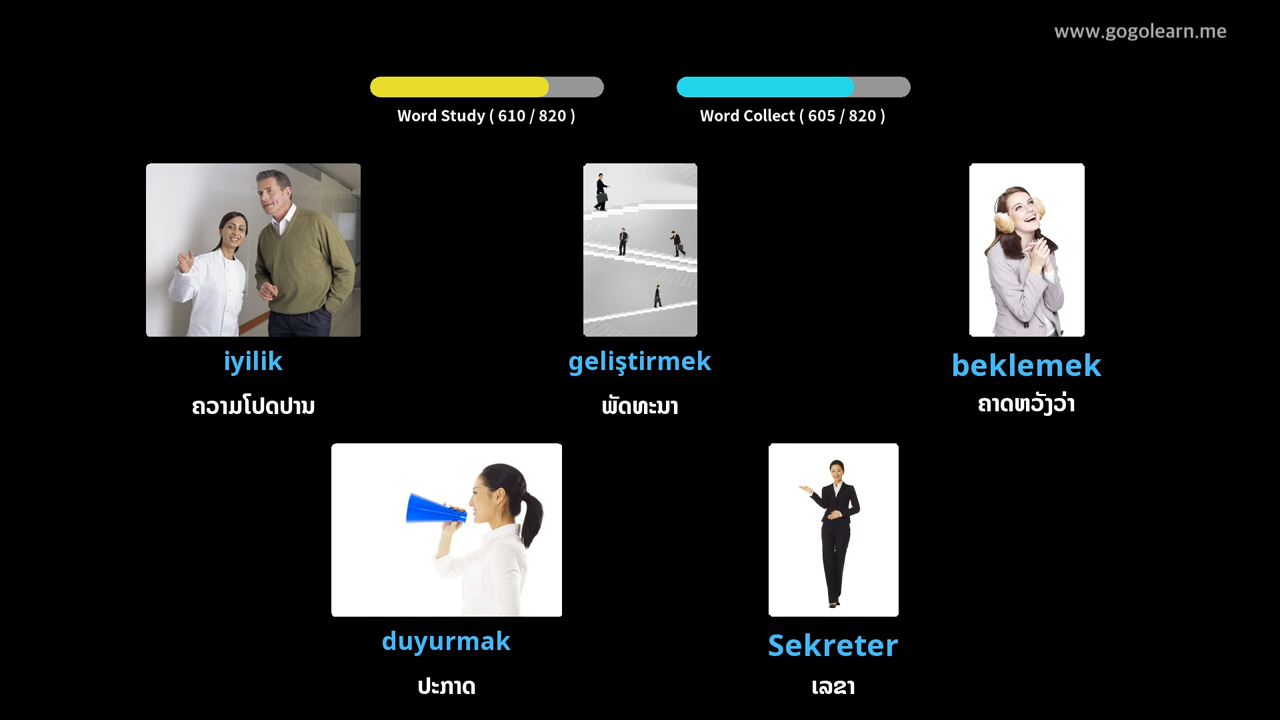 www.gogolearn.me
Word Study ( 610 / 820 )
Word Collect ( 605 / 820 )
iyilik
geliştirmek
beklemek
ຄວາມໂປດປານ
ພັດທະນາ
ຄາດຫວັງວ່າ
duyurmak
Sekreter
ປະກາດ
ເລຂາ